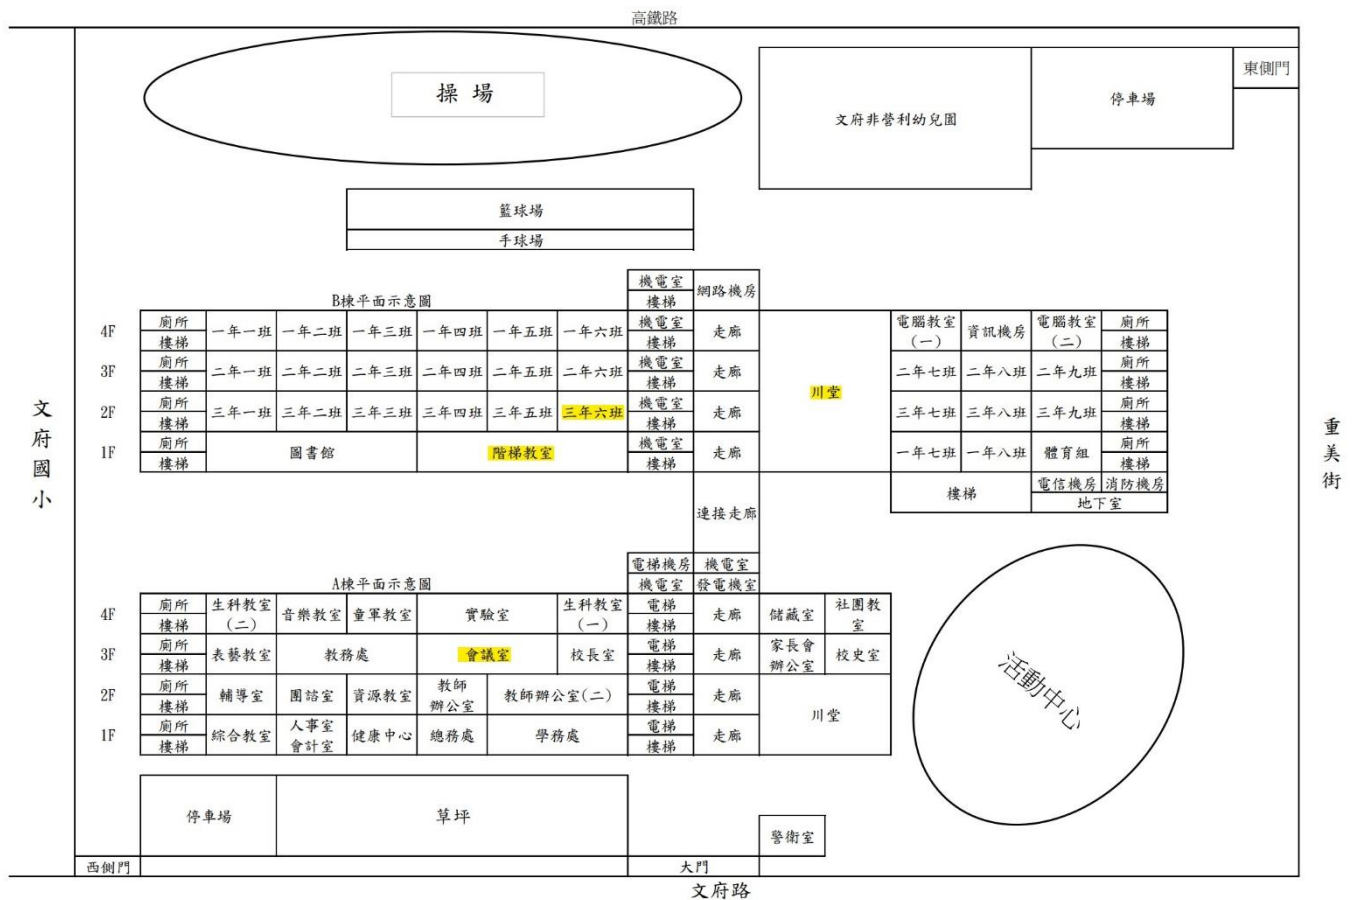 高鐵路
操 場
文府非營利幼兒園
停車場
東側門
籃球場
手球場
機電室 網路機房
樓梯
B棟平面示意圖
4F 廁所 樓梯 一年一班 一年二班 一年三班 一年四班 一年五班 一年六班 機電室 樓梯 走廊 電腦教室(一) 資訊機房 電腦教室(二) 廁所 樓梯
3F 廁所 樓梯 二年一班 二年二班 二年三班 二年四班 二年五班 二年六班 機電室 樓梯 走廊 川堂 二年七班 二年八班 二年九班 廁所 樓梯
2F 廁所 樓梯 三年一班 三年二班 三年三班 三年四班 三年五班 三年六班 機電室 樓梯 走廊 三年七班 三年八班 三年九班 廁所 樓梯
1F 廁所 樓梯 圖書館 階梯教室 機電室 樓梯 走廊 一年七班 一年八班 體育組 廁所 樓梯
樓梯 電信機房 消防機房
地下室
連接走廊
電梯機房 機電室
機電室 發電機室
A棟平面示意圖
4F 廁所 樓梯 生科教室(二) 音樂教室 童軍教室 實驗室 生科教室(一) 電梯 樓梯 走廊 儲藏室 社團教室
3F 廁所 樓梯 表藝教室 教務處 會議室 校長室 電梯 樓梯 走廊 家長會辦公室 校史室
2F 廁所 樓梯 輔導室 團諮室 資源教室 教師辦公室 教師辦公室(二) 電梯 樓梯 走廊 川堂
1F 廁所 樓梯 綜合教室 人事室 會計室 健康中心 總務處 學務處 電梯 樓梯 走廊
活動中心
停車場
草坪
警衛室
西側門
大門
文府路
文府國小
重美街